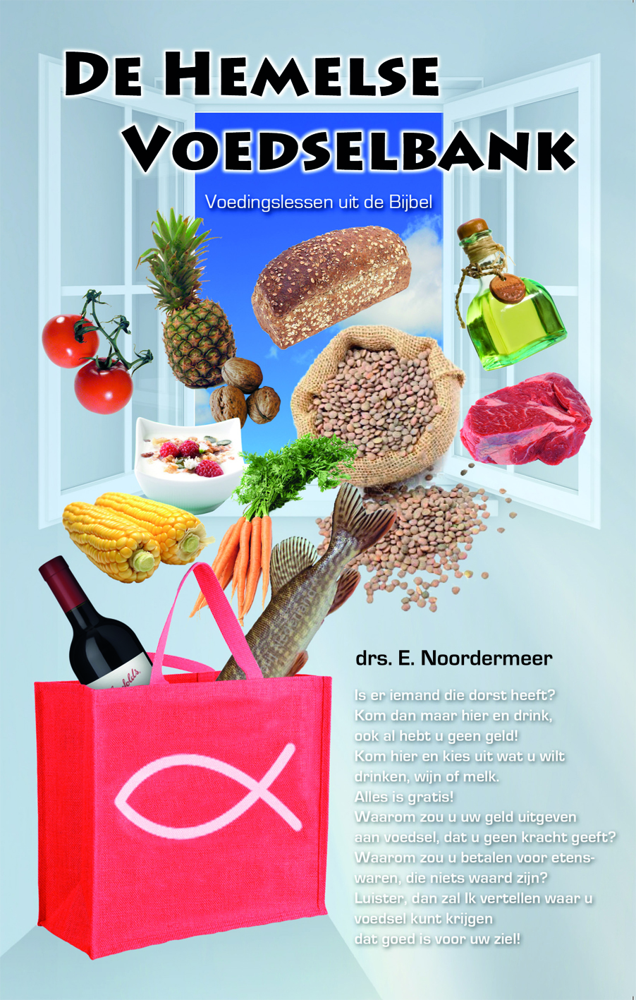 De Hemelse
Voedselbank
Voedingslessen uit de Bijbel
drs. E. Noordermeer
Is er iemand die dorst heeft?
Kom dan maar hier en drink,
ook al hebt u geen geld!
Kom hier en kies uit wat u wilt
drinken, wijn of melk.
Alles is gratis!
Waarom zou u uw geld uitgeven
aan voedsel, dat u geen kracht geeft?
Waarom zou u betalen voor etens-
waren, die niets waard zijn?
Luister, dan zal Ik vertellen waar u
voedsel kunt krijgen
dat goed is voor uw ziel!